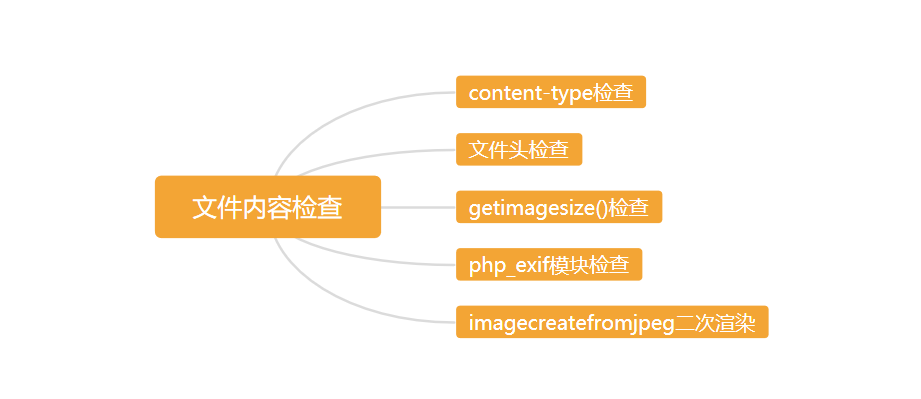 content-type检查
文件头检查
文件内容检查
getimagesize()检查
php_exif模块检查
imagecreatefromjpeg二次渲染